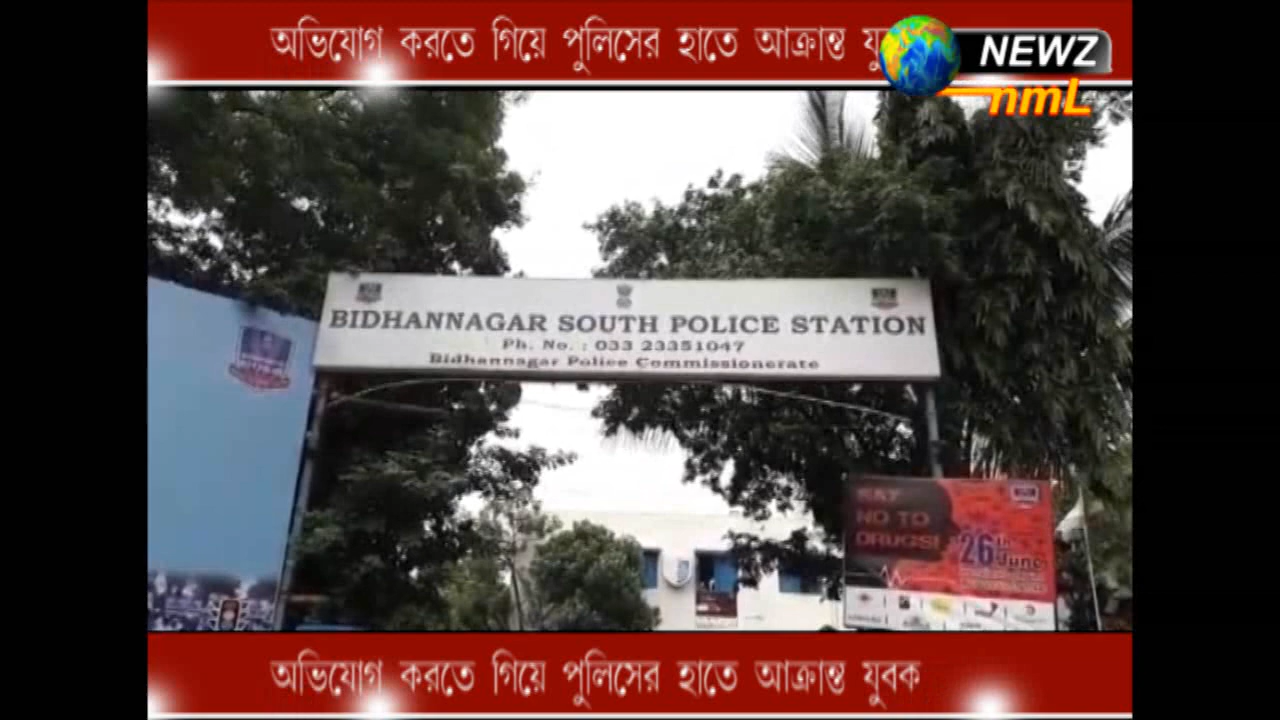 অভিযোগ করতে গিয়ে পুলিসের হাতে আক্রান্ত যুবক
NEWZ
nmL
BIDHANNAGAR SOUTH POLICE STATION
Ph. No. : 033 23351047
Bidhannagar Police Commissionerate
SAY
NO TO
DRUGS!
26th
June
অভিযোগ করতে গিয়ে পুলিসের হাতে আক্রান্ত যুবক